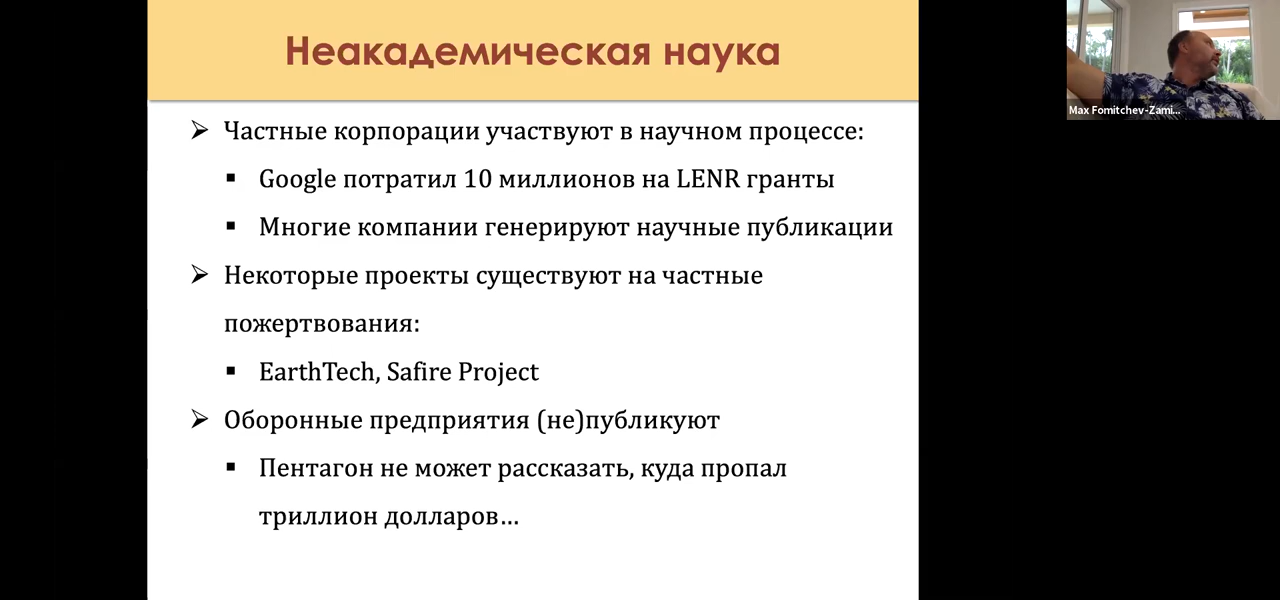 Неакадемическая наука
Max Fomitchev-Zami...
Частные корпорации участвуют в научном процессе:
Google потратил 10 миллионов на LENR гранты
Многие компании генерируют научные публикации
Некоторые проекты существуют на частные
пожертвования:
EarthTech, Safire Project
Оборонные предприятия (не)публикуют
Пентагон не может рассказать, куда пропал
триллион долларов...